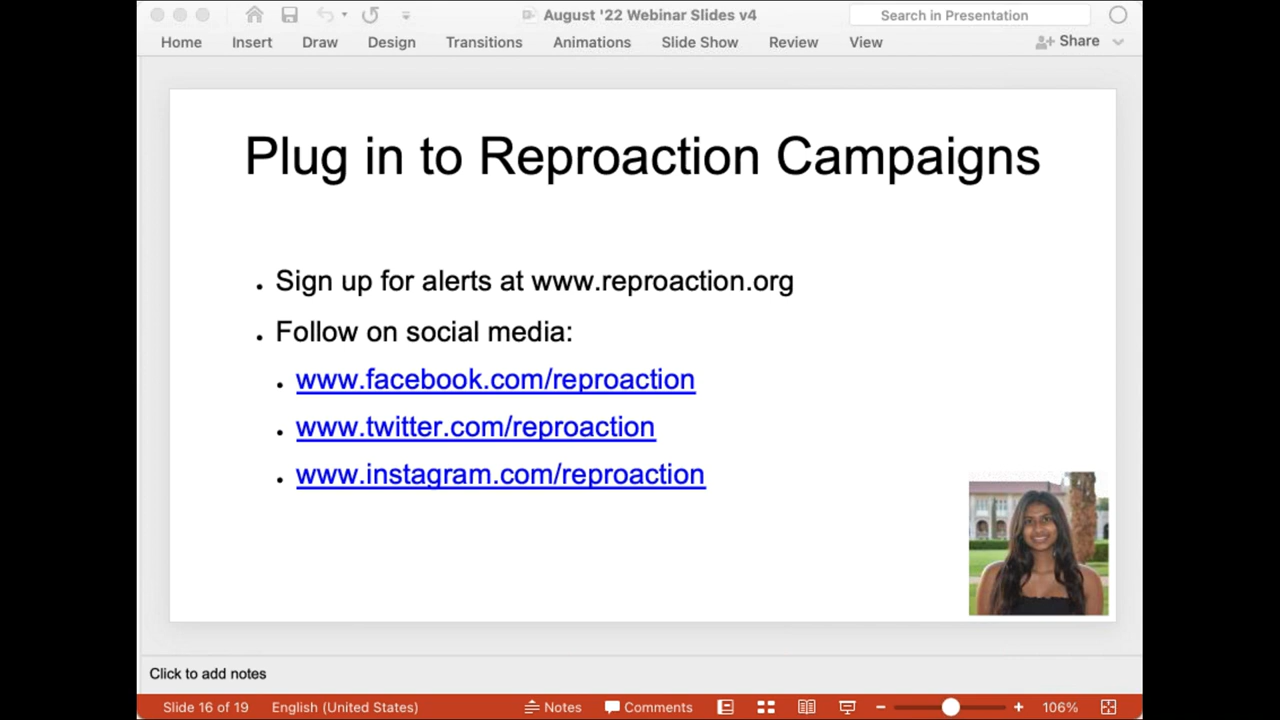 August '22 Webinar Slides v4
Search in Presentation
Home Insert Draw Design Transitions Animations Slide Show Review View Share
Plug in to Reproaction Campaigns
Sign up for alerts at www.reproaction.org
Follow on social media:
www.facebook.com/reproaction
www.twitter.com/reproaction
www.instagram.com/reproaction
Click to add notes
Slide 16 of 19 English (United States) Notes Comments 106%